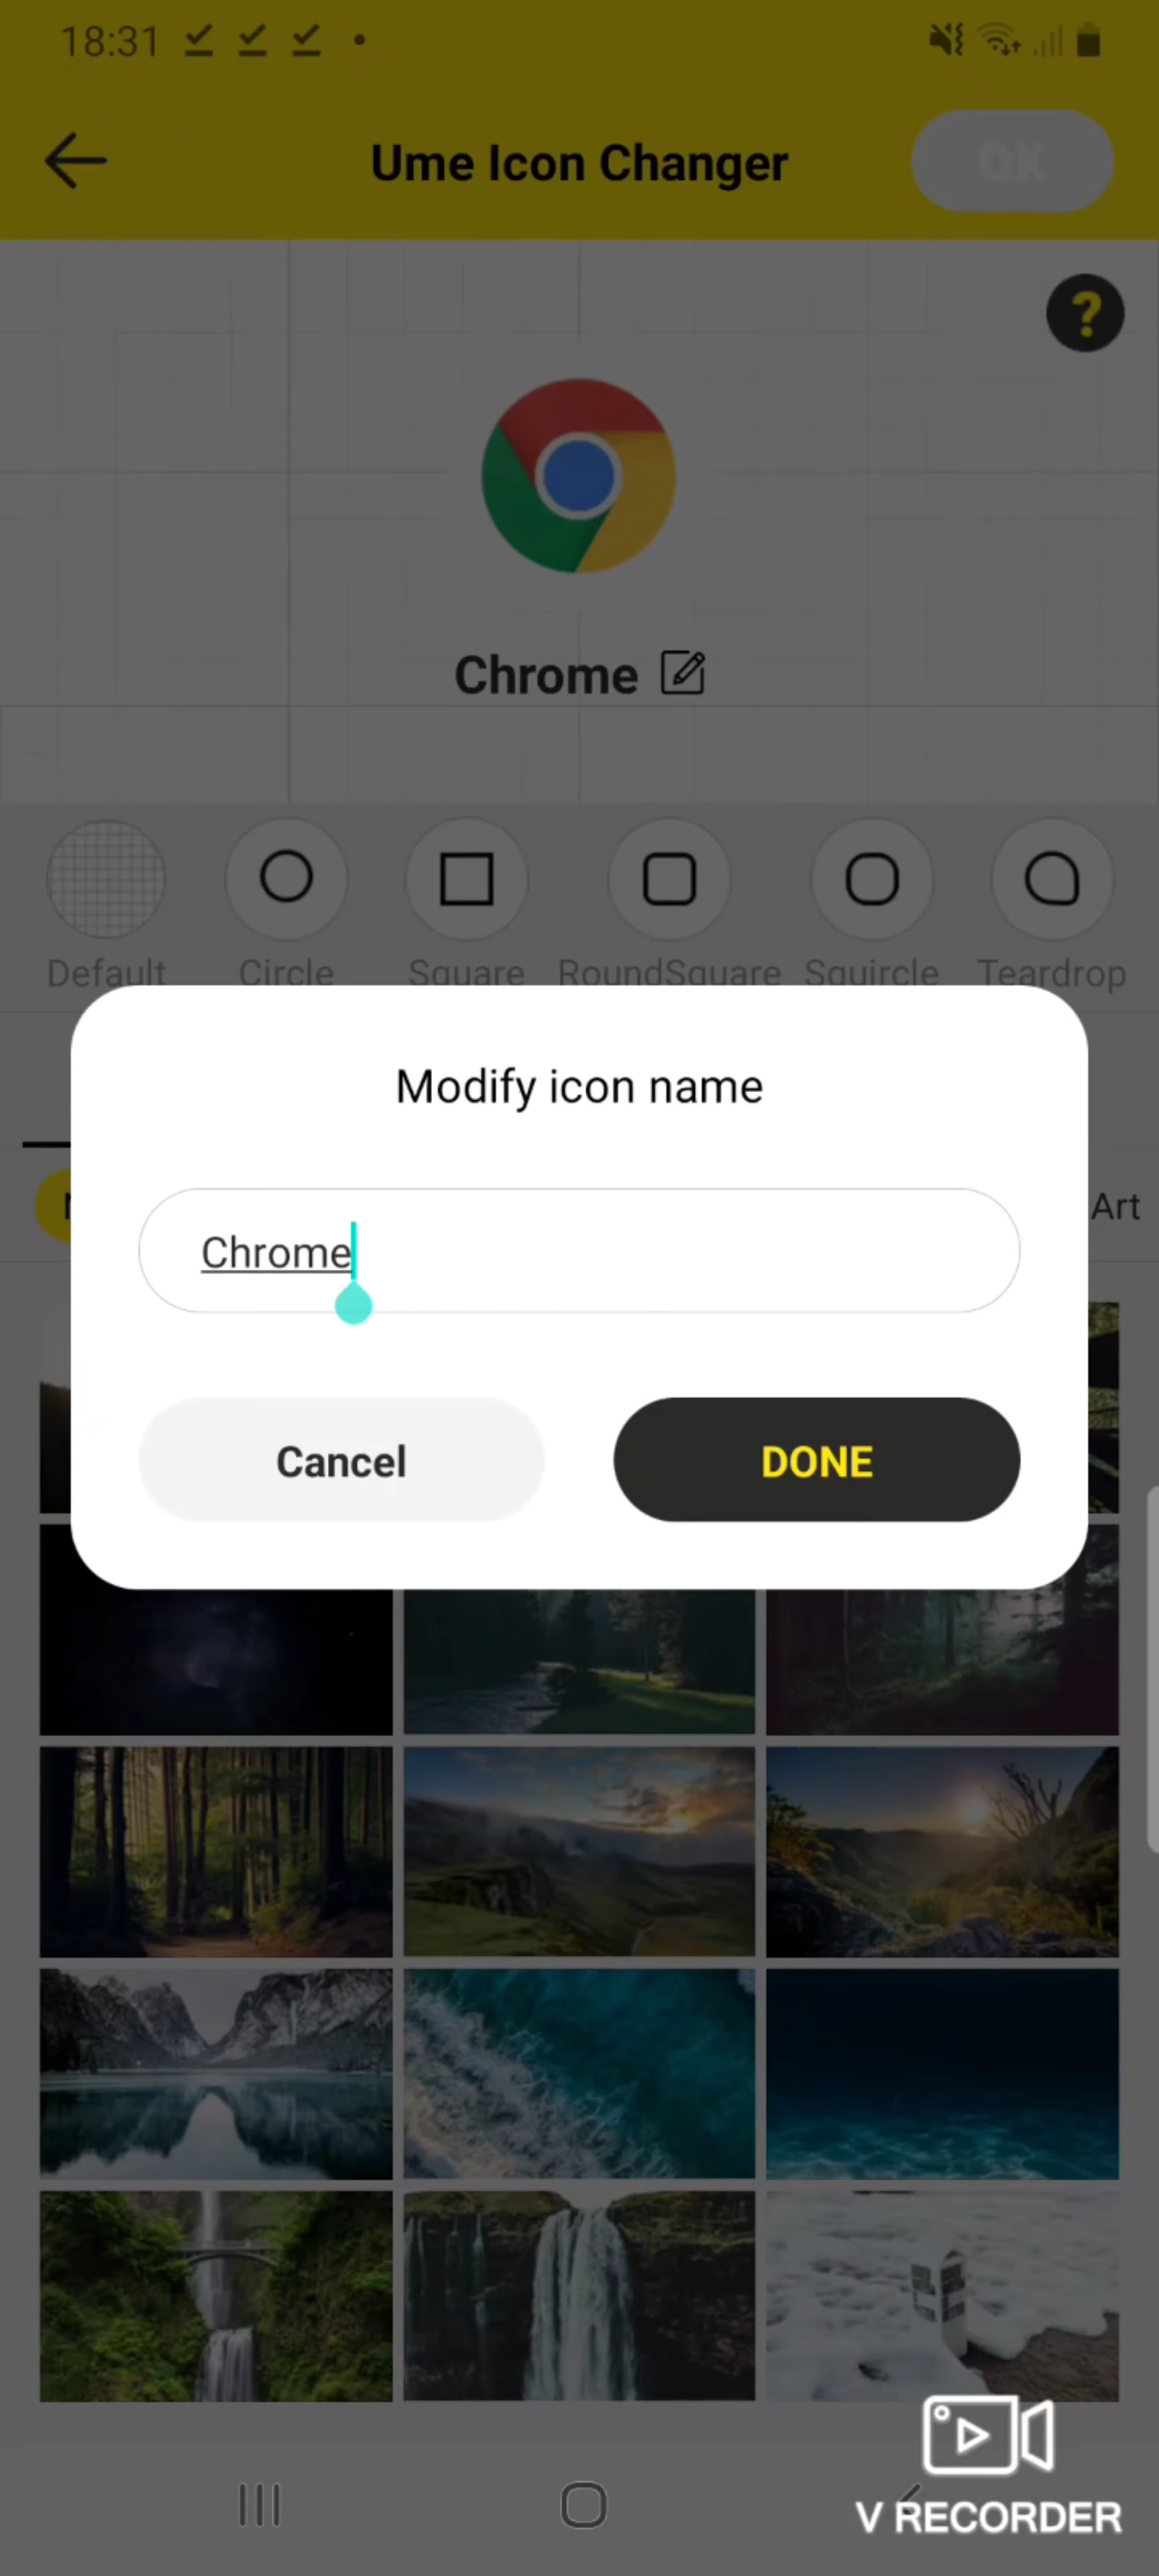 18:31
Ume Icon Changer
OK
?
Chrome
Default Circle Square RoundSquare Squircle Teardrop
Modify icon name
Art
Chrome
Cancel DONE
V RECORDER